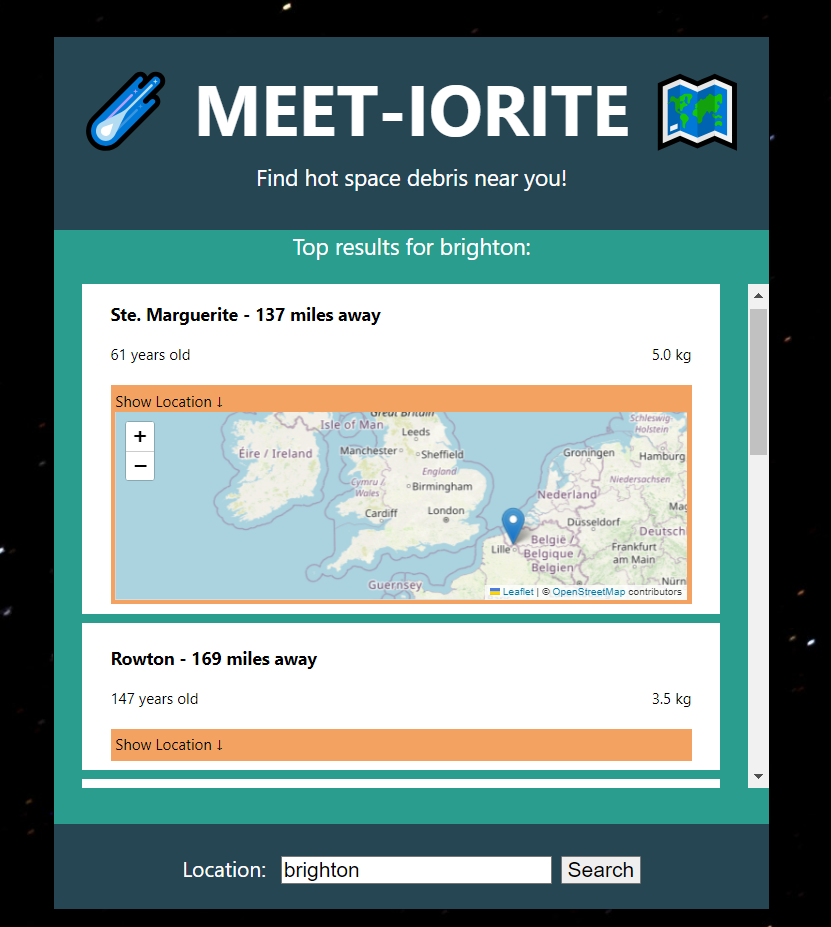 MEET-IORITE
Find hot space debris near you!
Top results for brighton:
Ste. Marguerite - 137 miles away
61 years old 5.0 kg
Show Location ↓
+
−
Great Britain
Isle of Man
Leeds
Éire / Ireland
Manchester
Sheffield
England
Birmingham
Cymru /
Wales
Cardiff
London
Guernsey
Schleswig-
Holstein
Groningen
Hamburg
Niedersachsen
Nederland
Düsseldorf
Deutsch
Lille
België /
Belgique /
Belgien
Frankfurt
am Main
Nürn
Leaflet | © OpenStreetMap contributors
Rowton - 169 miles away
147 years old 3.5 kg
Show Location ↓
Location: brighton Search